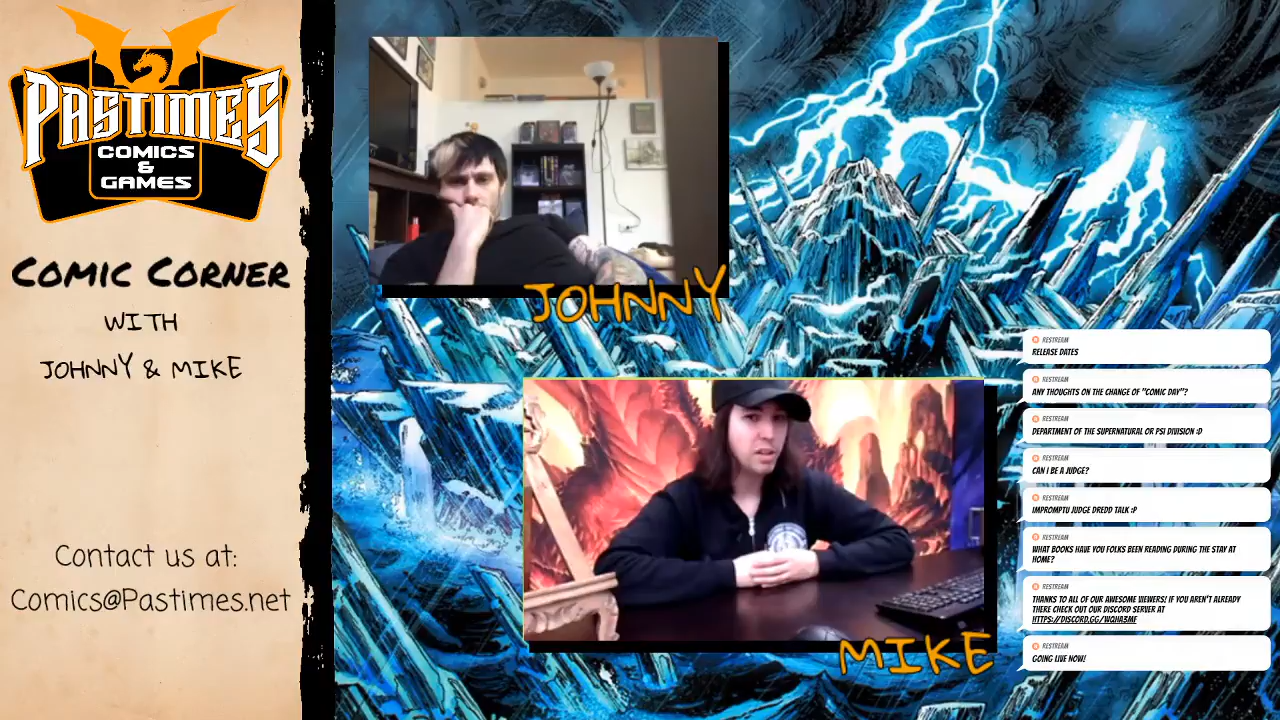 PASTIMES
COMICS
&
GAMES
COMIC CORNER
WITH
JOHNNY & MIKE
Contact us at:
Comics@Pastimes.net
JOHNNY
MIKE
RESTREAM
RELEASE DATES
RESTREAM
ANY THOUGHTS ON THE CHANGE OF "COMIC DAY"?
RESTREAM
DEPARTMENT OF THE SUPERNATURAL OR PSI DIVISION :D
RESTREAM
CAN I BE A JUDGE?
RESTREAM
IMPROMPTU JUDGE DREDD TALK :P
RESTREAM
WHAT BOOKS HAVE YOU FOLKS BEEN READING DURING THE STAY AT
HOME?
RESTREAM
THANKS TO ALL OF OUR AWESOME VIEWERS! IF YOU AREN'T ALREADY
THERE CHECK OUT OUR DISCORD SERVER AT
HTTPS://DISCORD.GG/WQHA3MF
RESTREAM
GOING LIVE NOW!